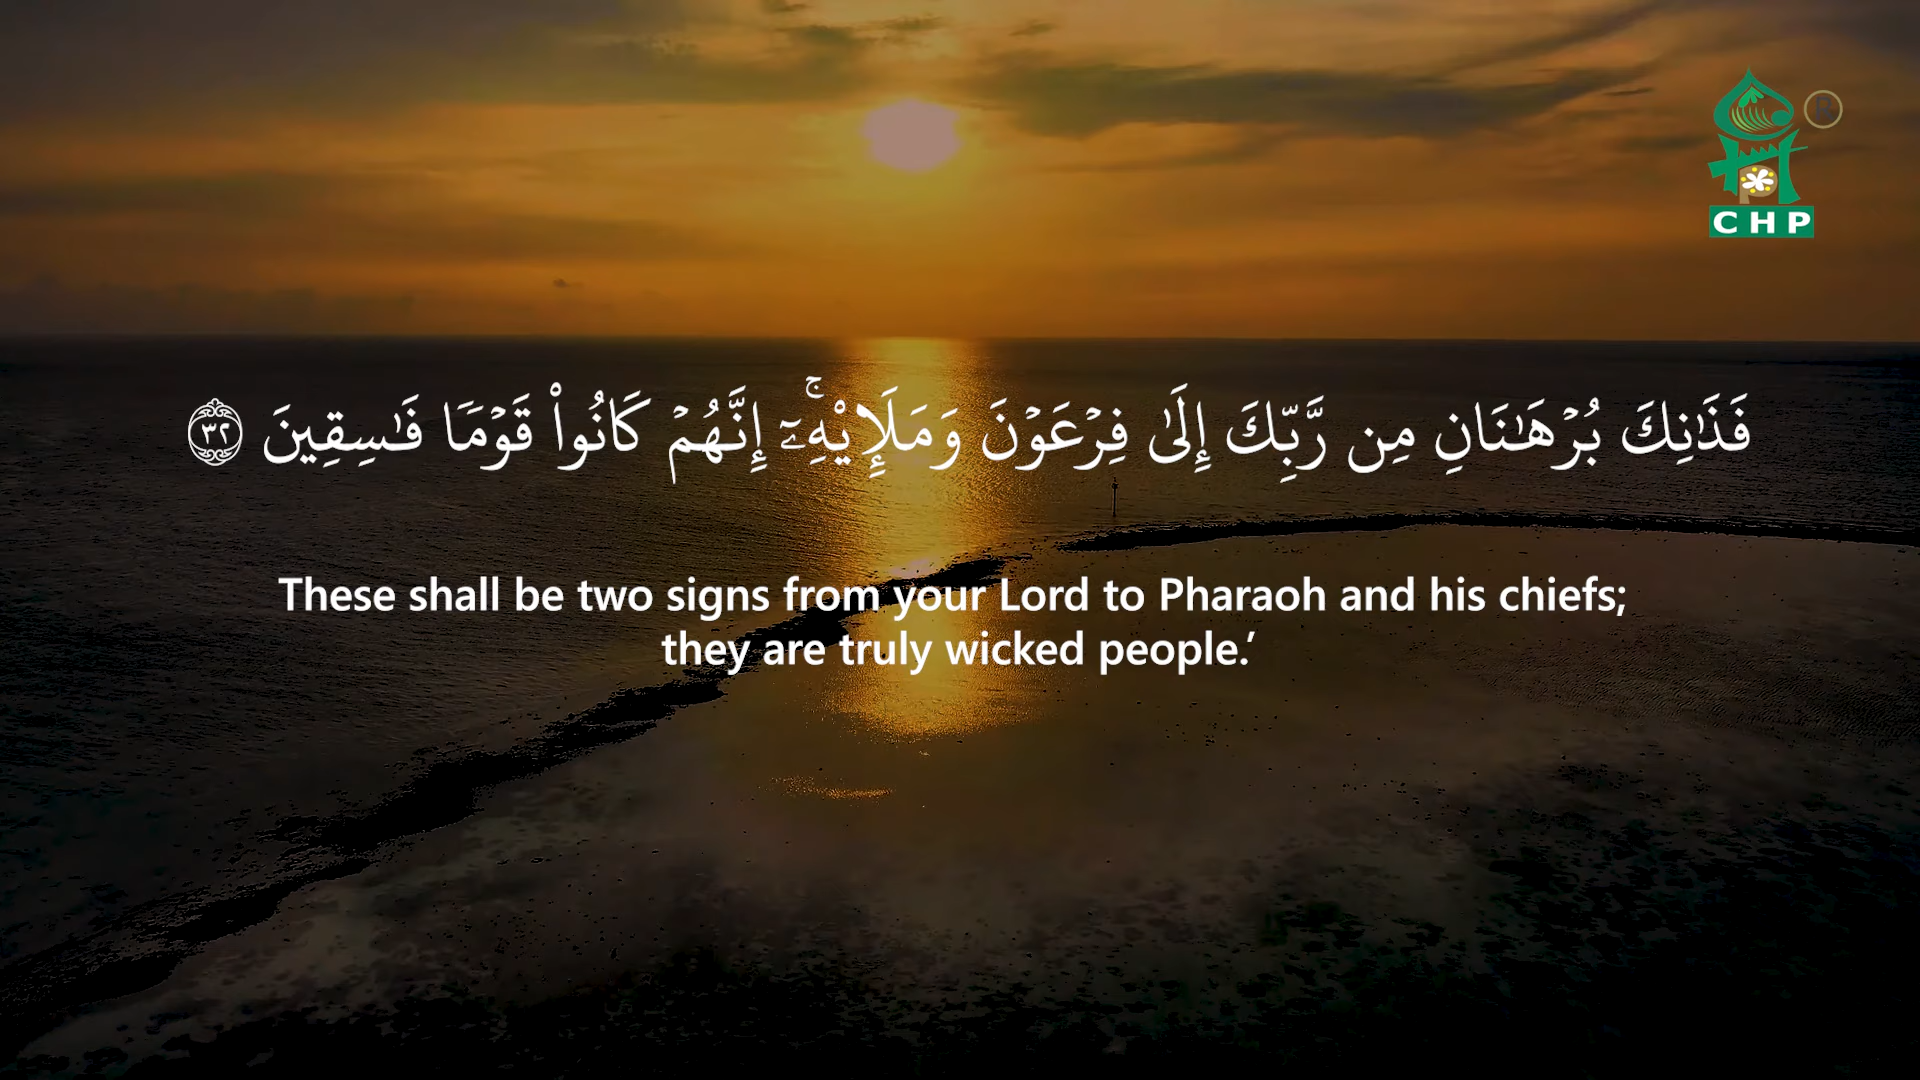 CHP
®
فَذَٰنِكَ بُرْهَـٰنَانِ مِن رَّبِّكَ إِلَىٰ فِرْعَوْنَ وَمَلَإِيْهِۦٓ ۚ إِنَّهُمْ كَانُوا۟ قَوْمًا فَـٰسِقِينَ ٣٢
These shall be two signs from your Lord to Pharaoh and his chiefs;
they are truly wicked people.’